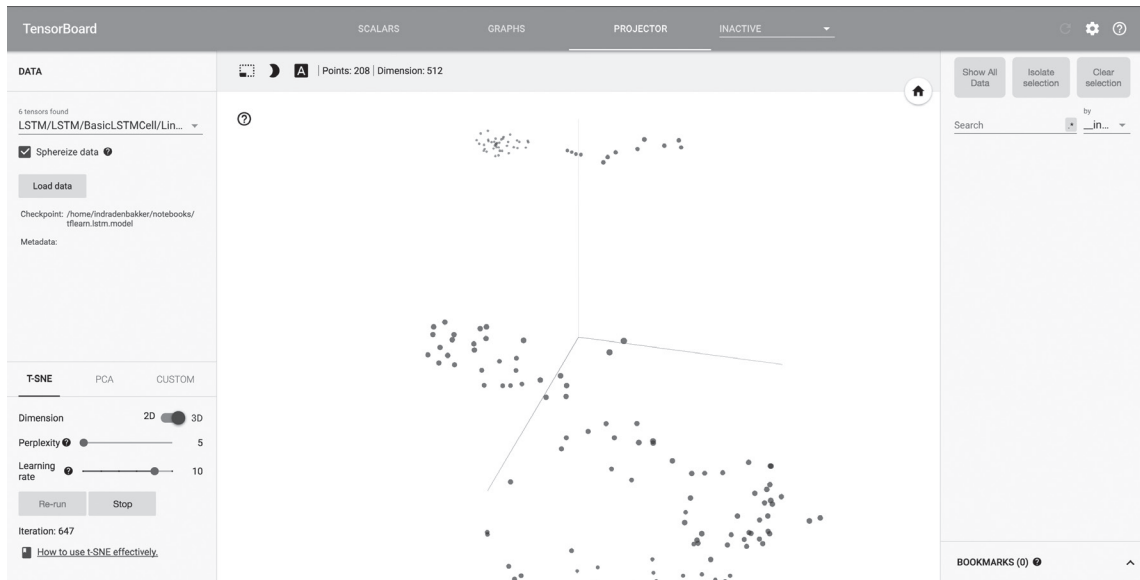 TensorBoard
SCALARS
GRAPHS
PROJECTOR
INACTIVE
DATA
6 tensors found
LSTM/LSTM/BasicLSTMCell/Lin...
Sphereize data
Load data
Checkpoint: /home/indradenbakker/notebooks/
tflearn.lstm.model
Metadata:
T-SNE
PCA
CUSTOM
Dimension 2D 3D
Perplexity 5
Learning
rate 10
Re-run
Stop
Iteration: 647
How to use t-SNE effectively.
A
Points: 208 | Dimension: 512
Show All
Data
Isolate
selection
Clear
selection
Search .* by
__in...
BOOKMARKS (0)